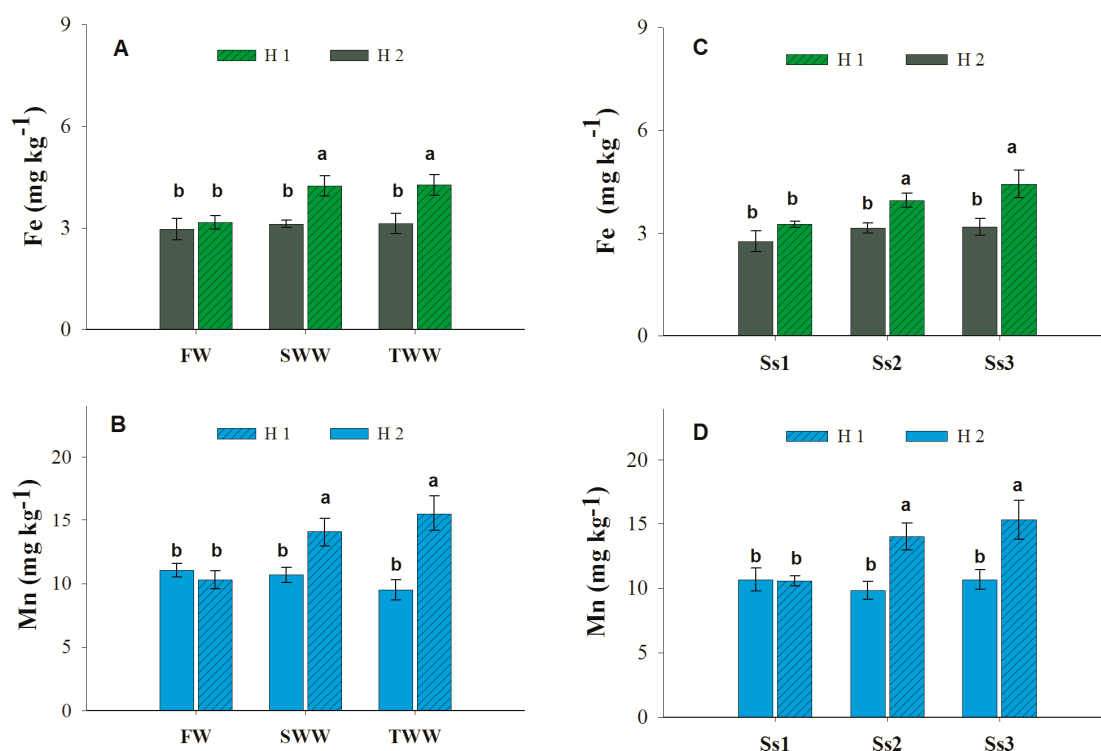 A
H 1 H 2
Fe (mg kg-1)
9
6
3
0
b b b a b a
FW SWW TWW
C
H 1 H 2
Fe (mg kg-1)
9
6
3
0
b b b a b a
Ss1 Ss2 Ss3
B
H 1 H 2
Mn (mg kg-1)
20
15
10
5
0
b b b a b a
FW SWW TWW
D
H 1 H 2
Mn (mg kg-1)
20
15
10
5
0
b b b a b a
Ss1 Ss2 Ss3